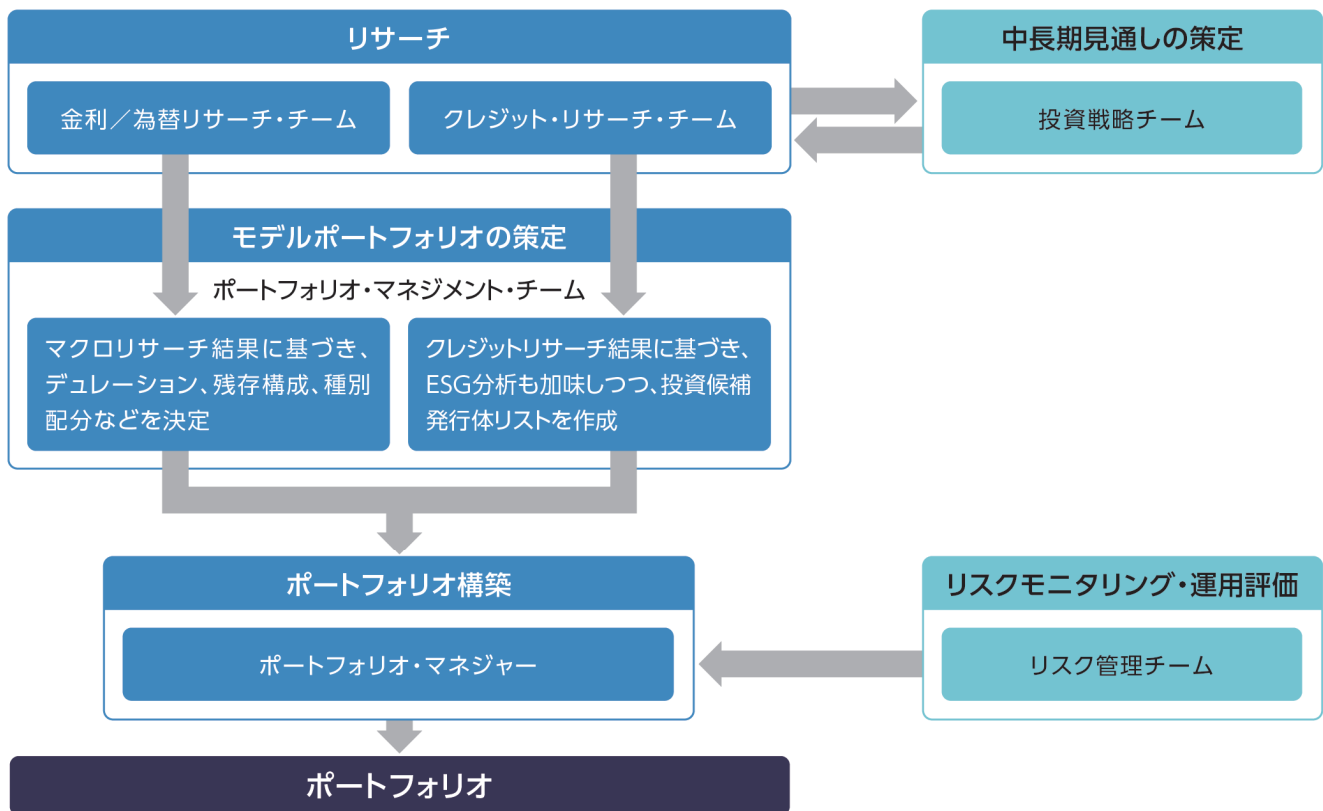 リサーチ
金利／為替リサーチ・チーム
クレジット・リサーチ・チーム
中長期見通しの策定
投資戦略チーム
モデルポートフォリオの策定
ポートフォリオ・マネジメント・チーム
マクロリサーチ結果に基づき、
デュレーション、残存構成、種別
配分などを決定
クレジットリサーチ結果に基づき、
ESG分析も加味しつつ、投資候補
発行体リストを作成
ポートフォリオ構築
ポートフォリオ・マネジャー
リスクモニタリング・運用評価
リスク管理チーム
ポートフォリオ